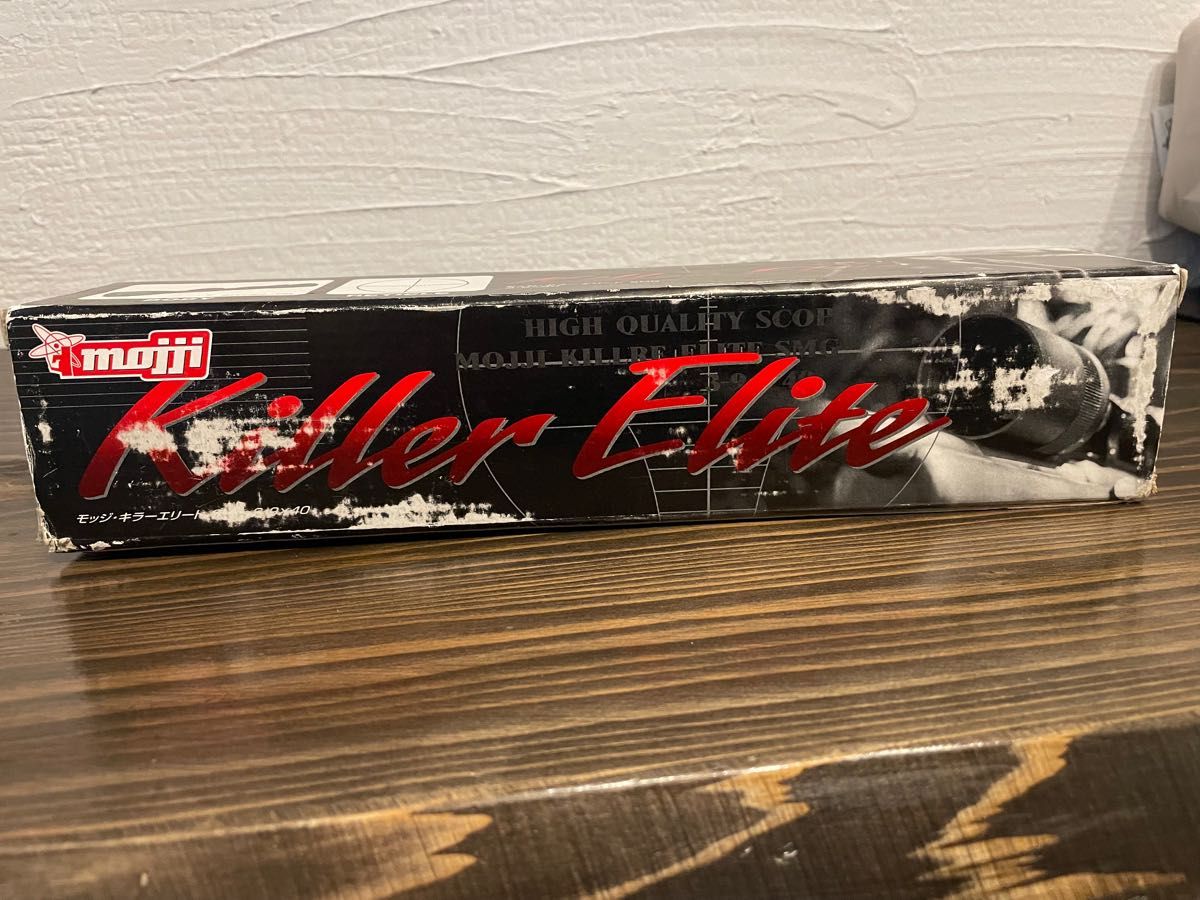 mojji
HIGH QUALITY SCOP
MOJJI KILLRE ELITE SMG
Killer Elite
モッジ・キラーエリート